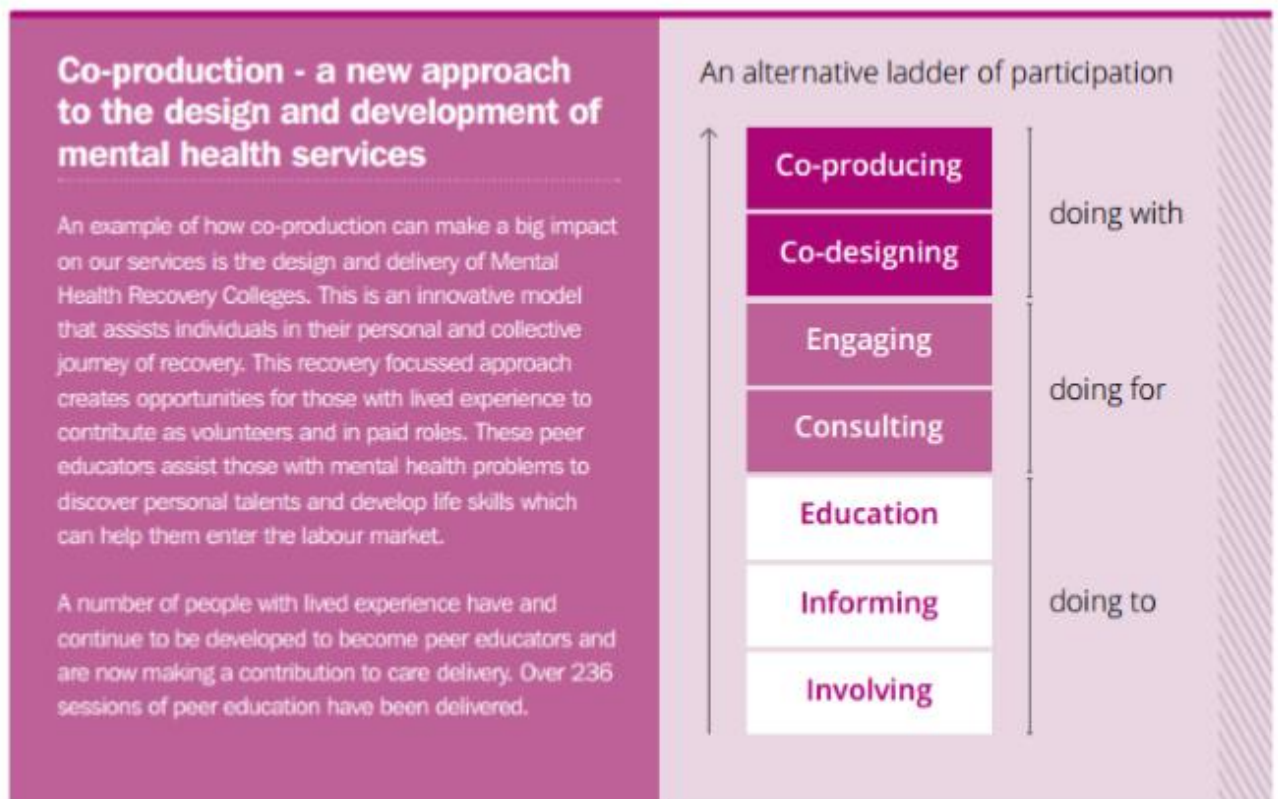 Co-production - a new approach
to the design and development of
mental health services
An example of how co-production can make a big impact
on our services is the design and delivery of Mental
Health Recovery Colleges. This is an innovative model
that assists individuals in their personal and collective
journey of recovery. This recovery focussed approach
creates opportunities for those with lived experience to
contribute as volunteers and in paid roles. These peer
educators assist those with mental health problems to
discover personal talents and develop life skills which
can help them enter the labour market.
A number of people with lived experience have and
continue to be developed to become peer educators and
are now making a contribution to care delivery. Over 236
sessions of peer education have been delivered.
An alternative ladder of participation
Co-producing
Co-designing
doing with
Engaging
Consulting
doing for
Education
Informing
Involving
doing to